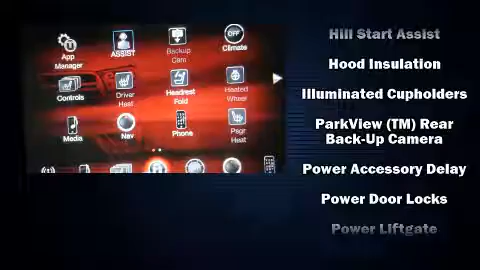 App
Manager
ASSIST
Backup
Cam
OFF
Climate
Controls
Driver
Heat
Headrest
Fold
Heated
Wheel
Media
Nav
Phone
Psgr
Heat
Hill Start Assist
Hood Insulation
Illuminated Cupholders
ParkView (TM) Rear
Back-Up Camera
Power Accessory Delay
Power Door Locks
Power Liftgate